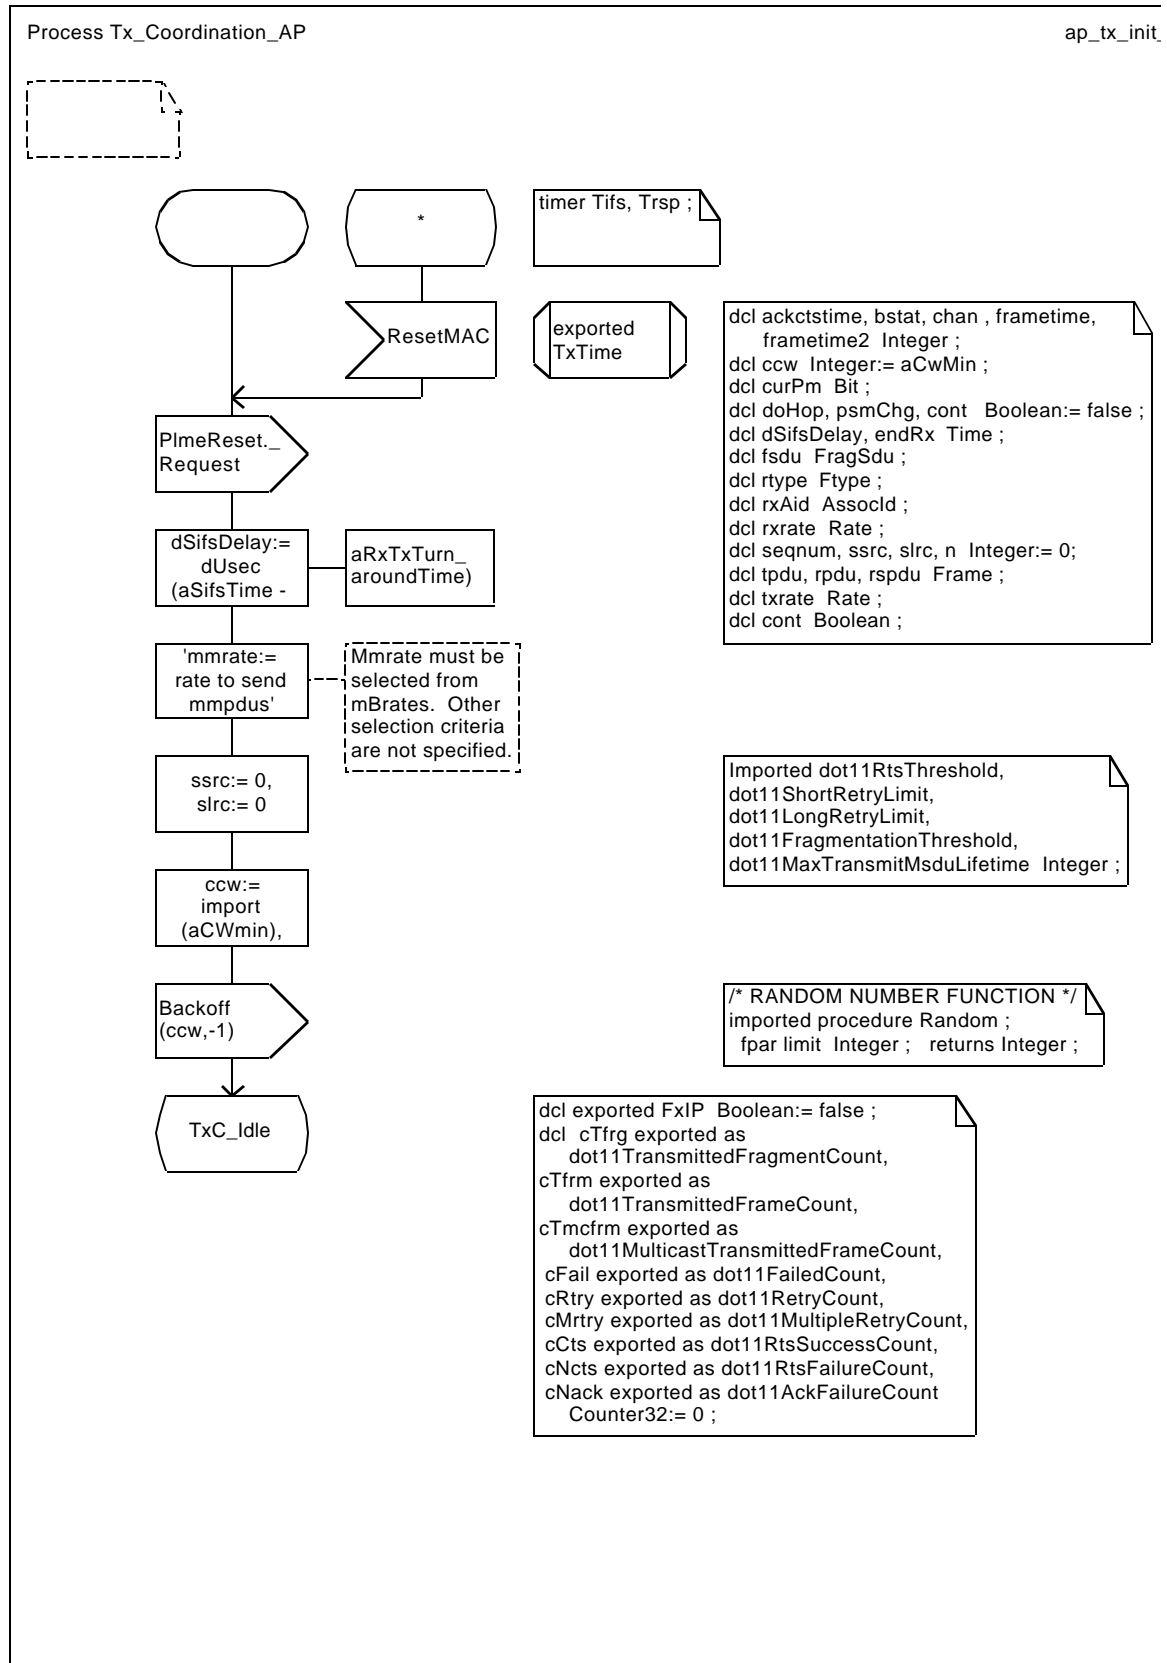 Process Tx_Coordination_AP
ap_tx_init_
*
timer Tifs, Trsp ;
ResetMAC
exported
TxTime
dcl ackctstime, bstat, chan , frametime,
frametime2  Integer ;
dcl ccw  Integer:= aCwMin ;
dcl curPm  Bit ;
dcl doHop, psmChg, cont   Boolean:= false ;
dcl dSifsDelay, endRx  Time ;
dcl fsdu  FragSdu ;
dcl rtype  Ftype ;
dcl rxAid  AssocId ;
dcl rxrate  Rate ;
dcl seqnum, ssrc, slrc, n  Integer:= 0;
dcl tpdu, rpdu, rspdu  Frame ;
dcl txrate  Rate ;
dcl cont  Boolean ;
PlmeReset._
Request
dSifsDelay:=
dUsec
(aSifsTime -
aRxTxTurn_
aroundTime)
'mmrate:=
rate to send
mmpdus'
Mmrate must be
selected from
mBrates.  Other
selection criteria
are not specified.
ssrc:= 0,
slrc:= 0
Imported dot11RtsThreshold,
dot11ShortRetryLimit,
dot11LongRetryLimit,
dot11FragmentationThreshold,
dot11MaxTransmitMsduLifetime  Integer ;
ccw:=
import
(aCWmin),
Backoff
(ccw,-1)
/* RANDOM NUMBER FUNCTION */
imported procedure Random ;
fpar limit  Integer ;   returns Integer ;
TxC_Idle
dcl exported FxIP  Boolean:= false ;
dcl  cTfrg exported as
dot11TransmittedFragmentCount,
cTfrm exported as
dot11TransmittedFrameCount,
cTmcfrm exported as
dot11MulticastTransmittedFrameCount,
cFail exported as dot11FailedCount,
cRtry exported as dot11RetryCount,
cMrtry exported as dot11MultipleRetryCount,
cCts exported as dot11RtsSuccessCount,
cNcts exported as dot11RtsFailureCount,
cNack exported as dot11AckFailureCount
Counter32:= 0 ;